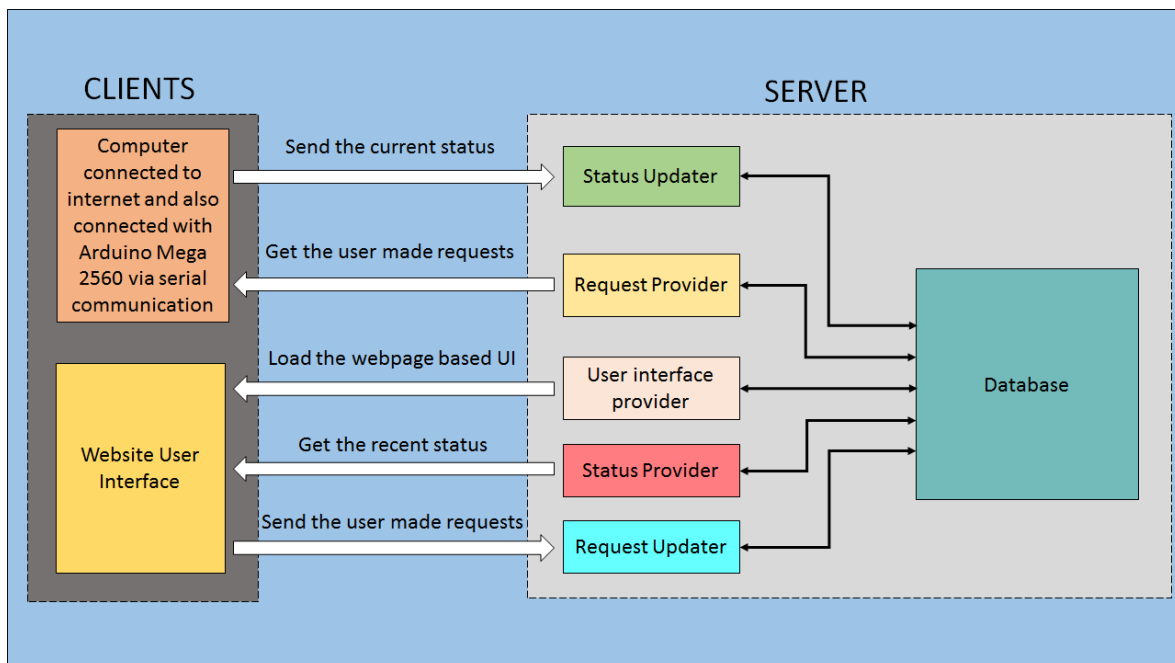 CLIENTS
SERVER
Computer
connected to
internet and also
connected with
Arduino Mega
2560 via serial
communication
Send the current status
Status Updater
Get the user made requests
Request Provider
Load the webpage based UI
User interface
provider
Database
Website User
Interface
Get the recent status
Status Provider
Send the user made requests
Request Updater